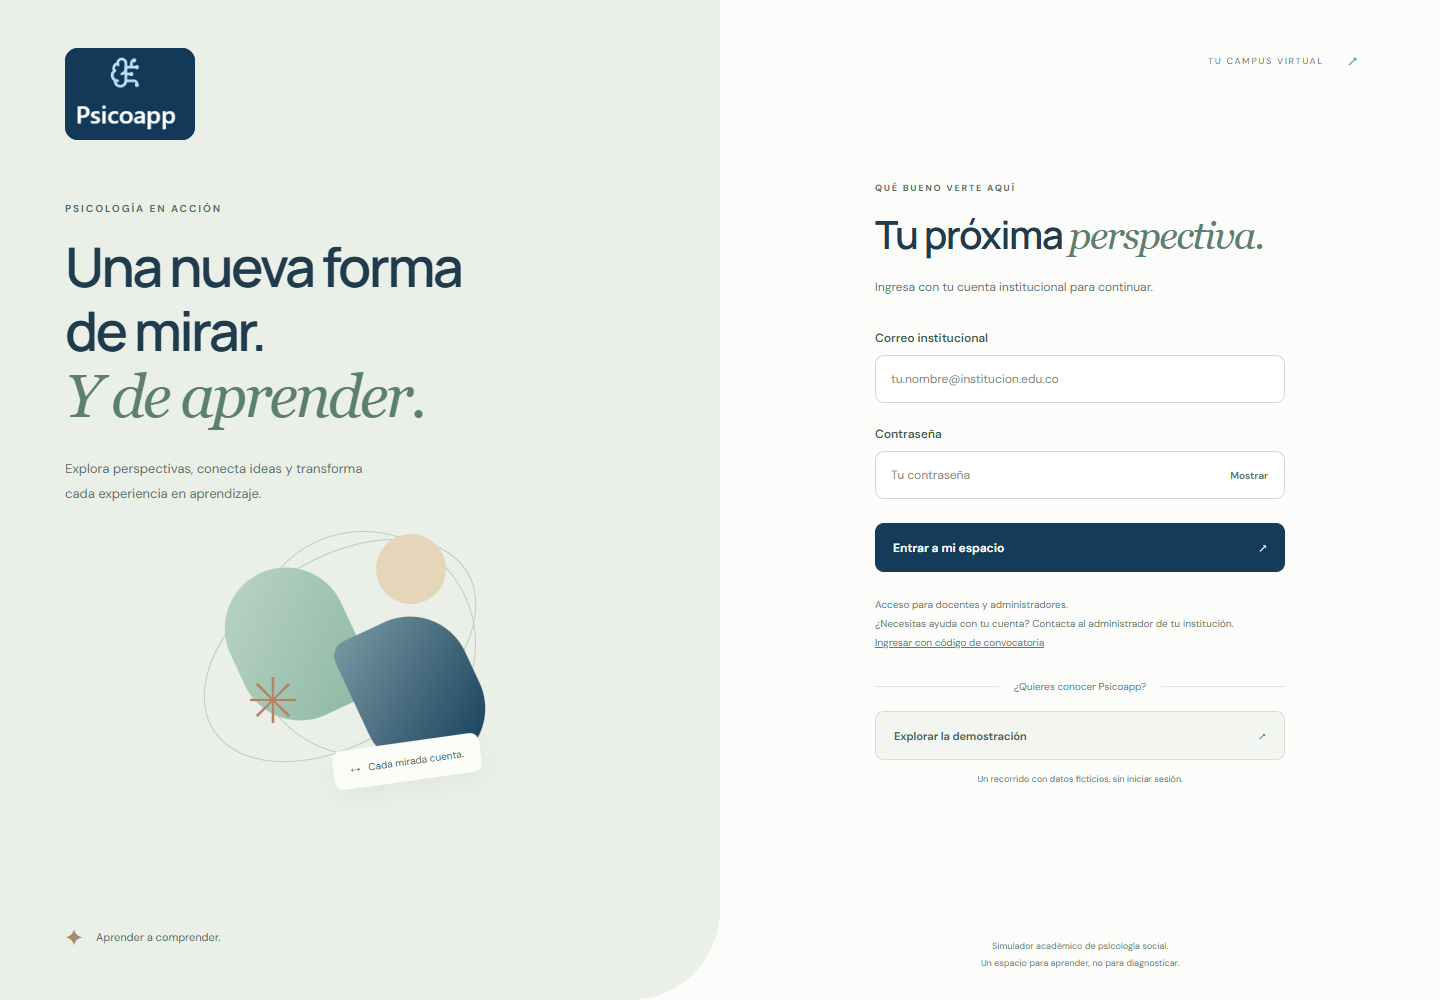 Psicoapp
PSICOLOGÍA EN ACCIÓN
Una nueva forma
de mirar.
Y de aprender.
Explora perspectivas, conecta ideas y transforma
cada experiencia en aprendizaje.
↔ Cada mirada cuenta.
Aprender a comprender.
TU CAMPUS VIRTUAL ↗
QUÉ BUENO VERTE AQUÍ
Tu próxima perspectiva.
Ingresa con tu cuenta institucional para continuar.
Correo institucional
tu.nombre@institucion.edu.co
Contraseña
Tu contraseña Mostrar
Entrar a mi espacio ↗
Acceso para docentes y administradores.
¿Necesitas ayuda con tu cuenta? Contacta al administrador de tu institución.
Ingresar con código de convocatoria
¿Quieres conocer Psicoapp?
Explorar la demostración ↗
Un recorrido con datos ficticios, sin iniciar sesión.
Simulador académico de psicología social.
Un espacio para aprender, no para diagnosticar.